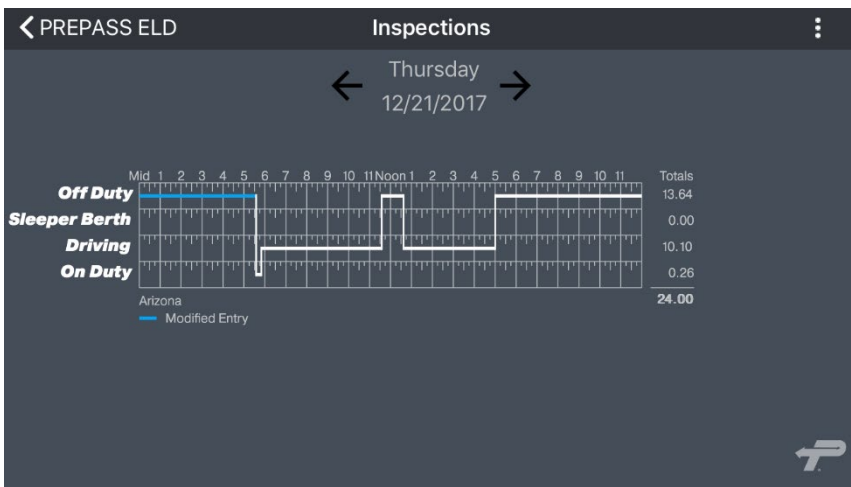 PREPASS ELD Inspections
Thursday
12/21/2017
Mid 1 2 3 4 5 6 7 8 9 10 11 Noon 1 2 3 4 5 6 7 8 9 10 11 Totals
Off Duty 13.64
Sleeper Berth 0.00
Driving 10.10
On Duty 0.26
Arizona 24.00
Modified Entry